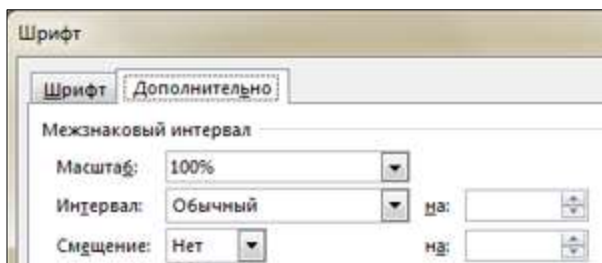 Шрифт
Шрифт Дополнительно
Межзнаковый интервал
Масштаб: 100%
Интервал: Обычный на:
Смещение: Нет на: